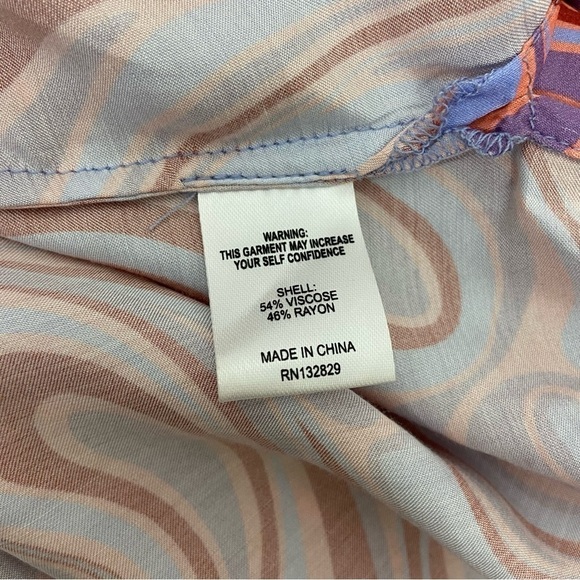 WARNING:
THIS GARMENT MAY INCREASE
YOUR SELF CONFIDENCE
SHELL:
54% VISCOSE
46% RAYON
MADE IN CHINA
RN132829